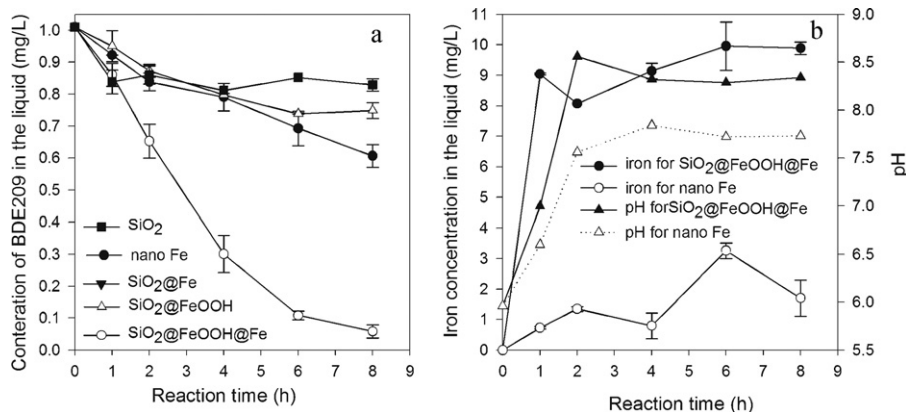 a
Conteration of BDE209 in the liquid (mg/L)
1.1
1.0
0.9
0.8
0.7
0.6
0.5
0.4
0.3
0.2
0.1
0.0
SiO2
nano Fe
SiO2@Fe
SiO2@FeOOH
SiO2@FeOOH@Fe
0 1 2 3 4 5 6 7 8 9
Reaction time (h)
b
Iron concentration in the liquid (mg/L)
11
10
9
8
7
6
5
4
3
2
1
0
iron for SiO2@FeOOH@Fe
iron for nano Fe
pH forSiO2@FeOOH@Fe
pH for nano Fe
9.0
8.5
8.0
7.5
7.0
6.5
6.0
5.5
pH
0 1 2 3 4 5 6 7 8 9
Reaction time (h)